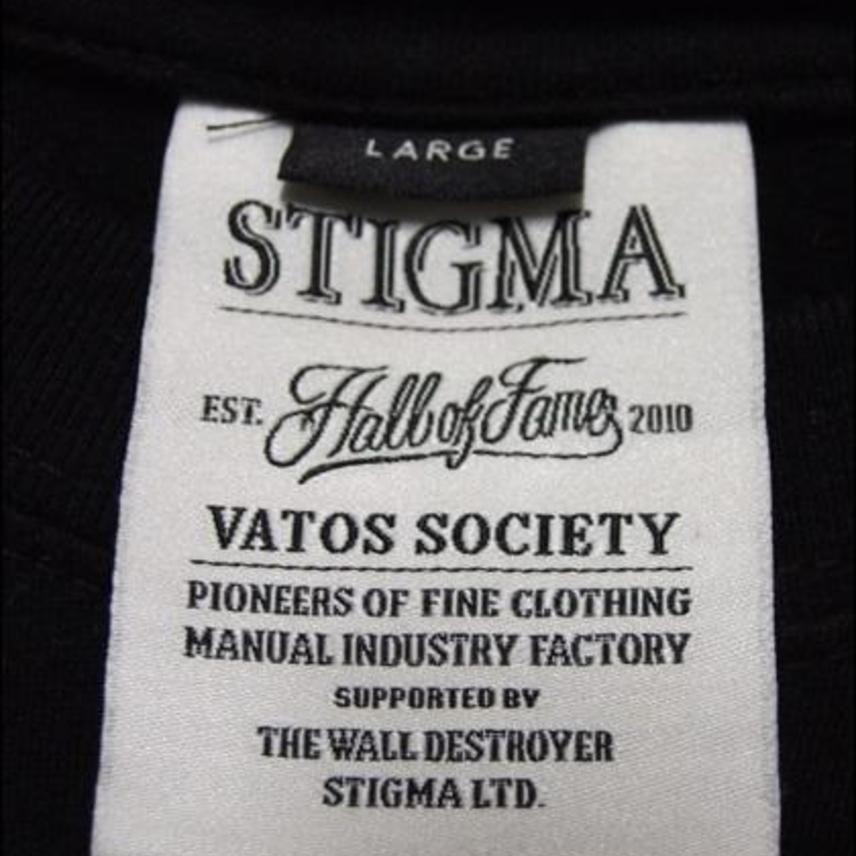 LARGE
STIGMA
EST. Hall of Fame 2010
VATOS SOCIETY
PIONEERS OF FINE CLOTHING
MANUAL INDUSTRY FACTORY
SUPPORTED BY
THE WALL DESTROYER
STIGMA LTD.